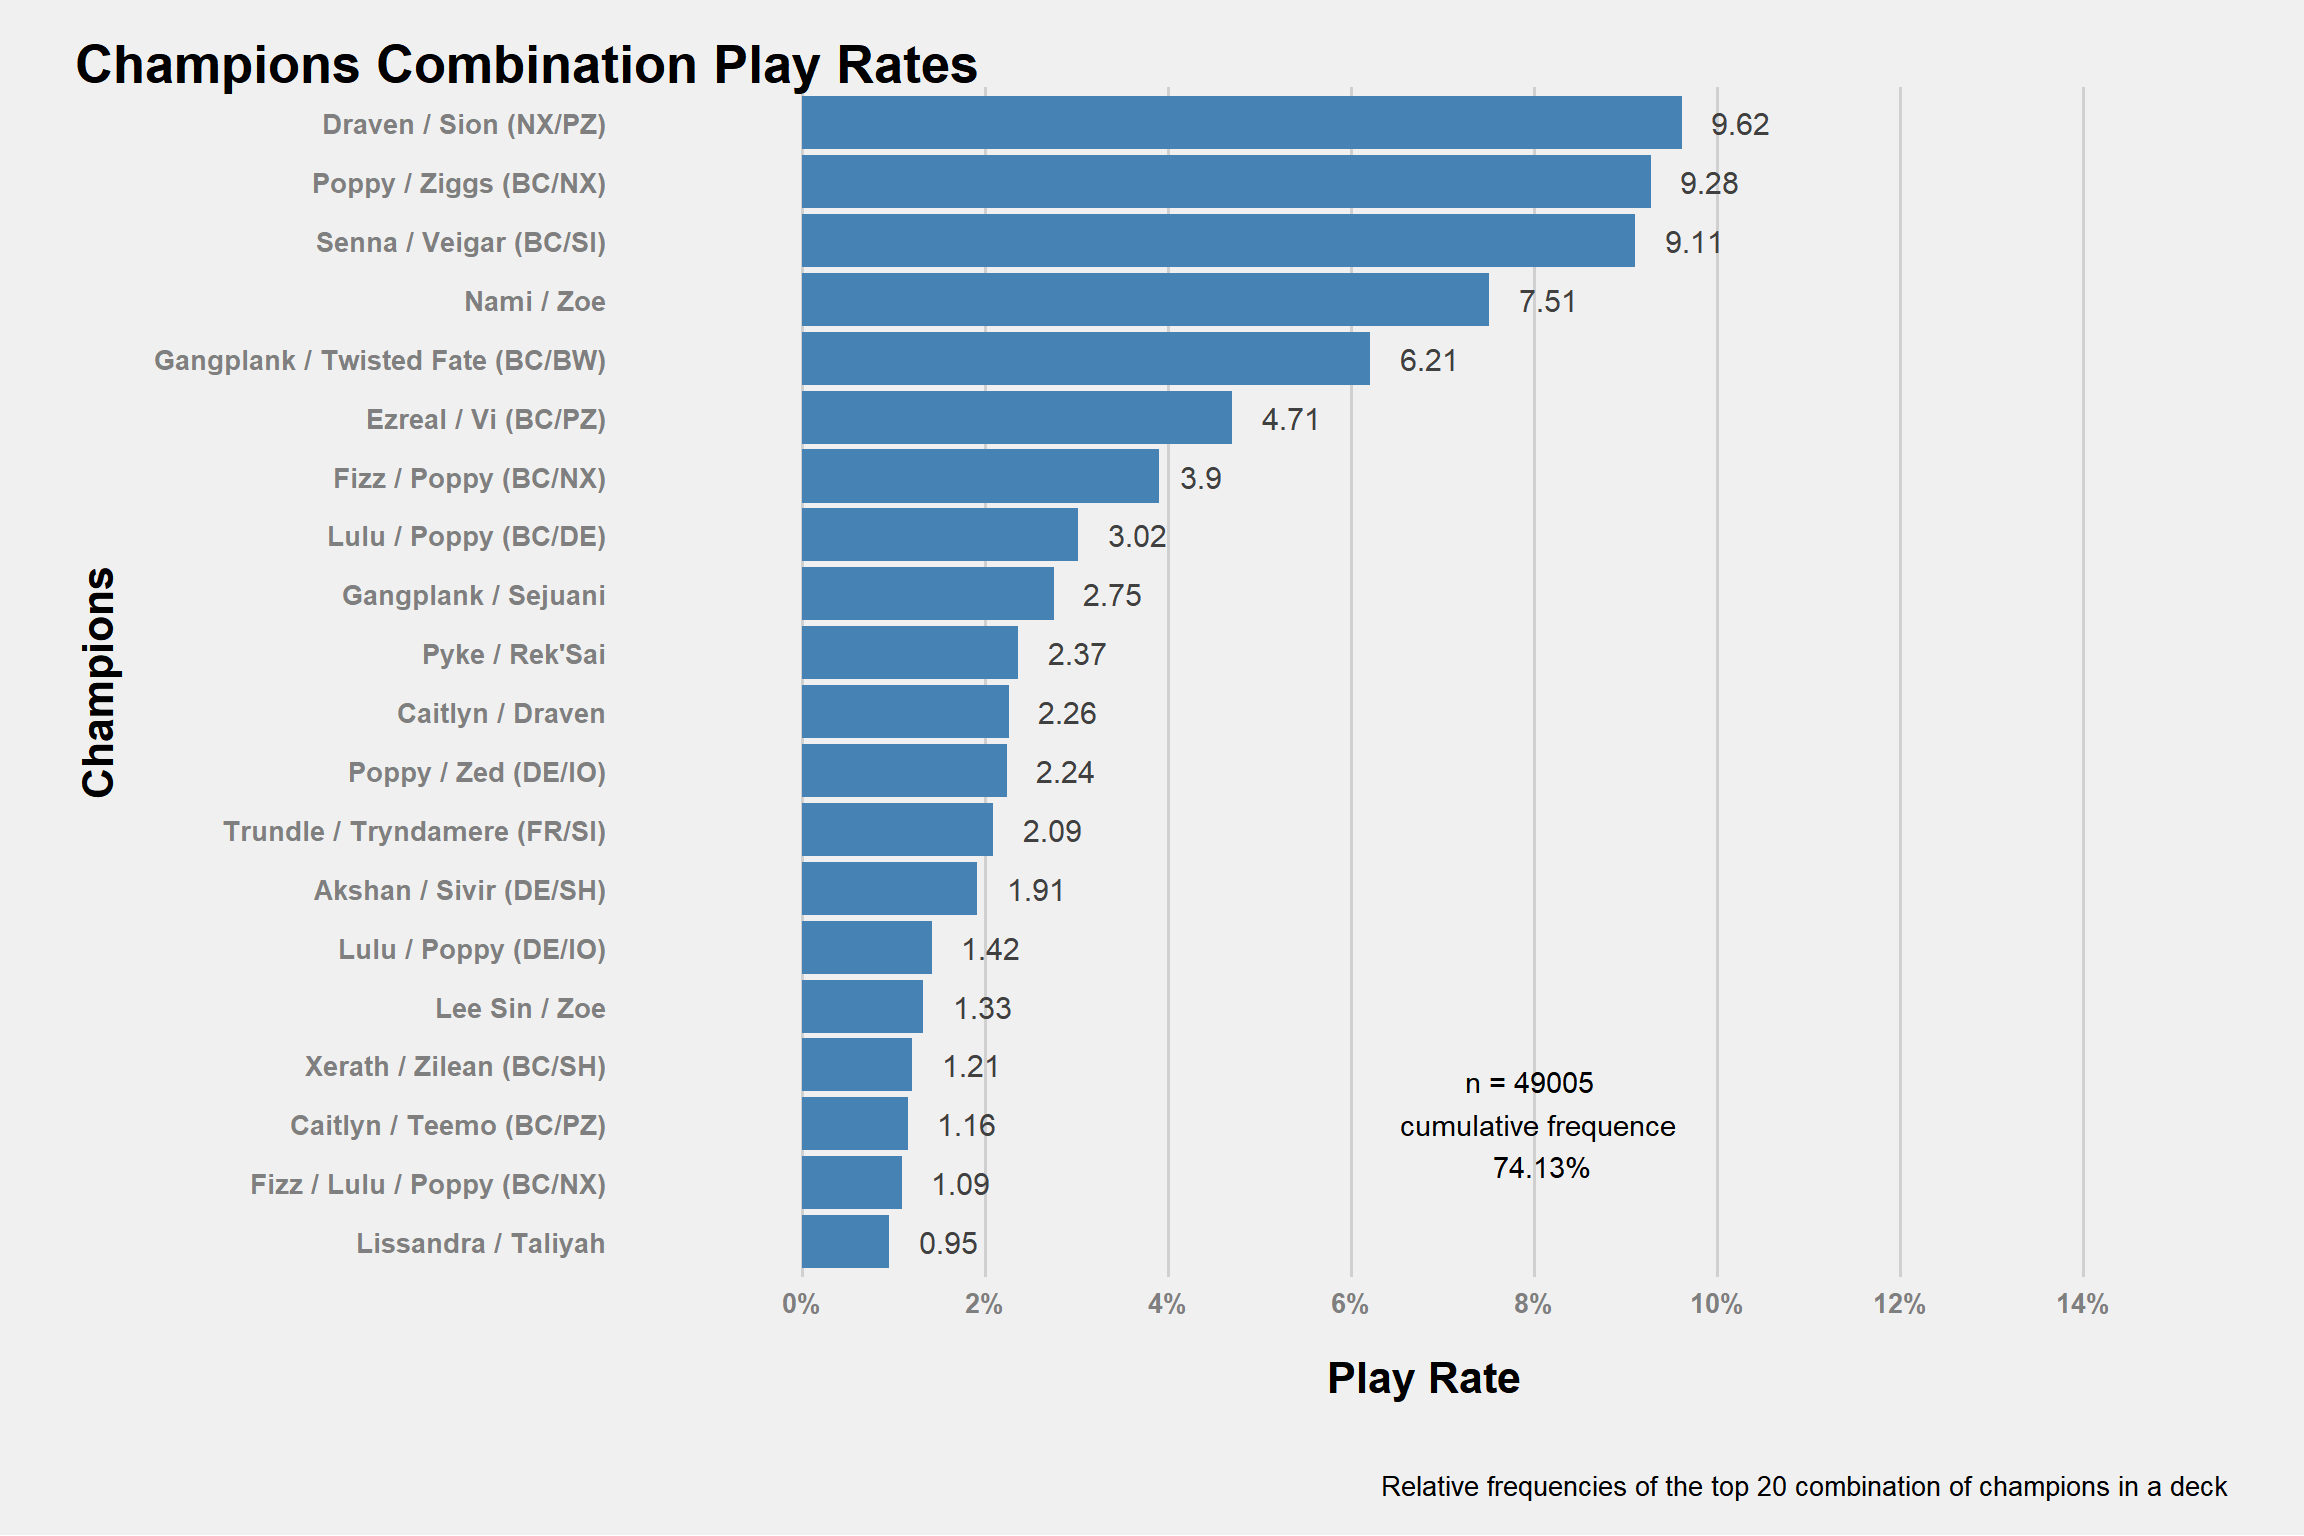 Champions Combination Play Rates
Champions
Draven / Sion (NX/PZ) 9.62
Poppy / Ziggs (BC/NX) 9.28
Senna / Veigar (BC/SI) 9.11
Nami / Zoe 7.51
Gangplank / Twisted Fate (BC/BW) 6.21
Ezreal / Vi (BC/PZ) 4.71
Fizz / Poppy (BC/NX) 3.9
Lulu / Poppy (BC/DE) 3.02
Gangplank / Sejuani 2.75
Pyke / Rek'Sai 2.37
Caitlyn / Draven 2.26
Poppy / Zed (DE/IO) 2.24
Trundle / Tryndamere (FR/SI) 2.09
Akshan / Sivir (DE/SH) 1.91
Lulu / Poppy (DE/IO) 1.42
Lee Sin / Zoe 1.33
Xerath / Zilean (BC/SH) 1.21
Caitlyn / Teemo (BC/PZ) 1.16
Fizz / Lulu / Poppy (BC/NX) 1.09
Lissandra / Taliyah 0.95
n = 49005
cumulative frequence
74.13%
0% 2% 4% 6% 8% 10% 12% 14%
Play Rate
Relative frequencies of the top 20 combination of champions in a deck